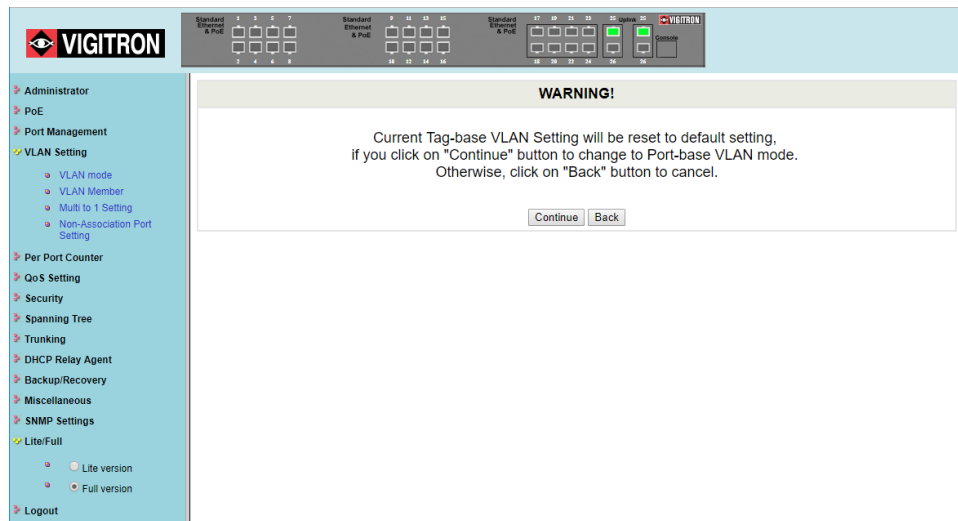 VIGITRON
Standard Ethernet & PoE
1 3 5 7
2 4 6 8
Standard Ethernet & PoE
9 11 13 15
10 12 14 16
Standard Ethernet & PoE
17 19 21 23
18 20 22 24
25 Uplink 25
26 26
VIGITRON
Console
Administrator
PoE
Port Management
VLAN Setting
VLAN mode
VLAN Member
Multi to 1 Setting
Non-Association Port
Setting
Per Port Counter
QoS Setting
Security
Spanning Tree
Trunking
DHCP Relay Agent
Backup/Recovery
Miscellaneous
SNMP Settings
Lite/Full
Lite version
Full version
Logout
WARNING!
Current Tag-base VLAN Setting will be reset to default setting,
if you click on "Continue" button to change to Port-base VLAN mode.
Otherwise, click on "Back" button to cancel.
Continue Back